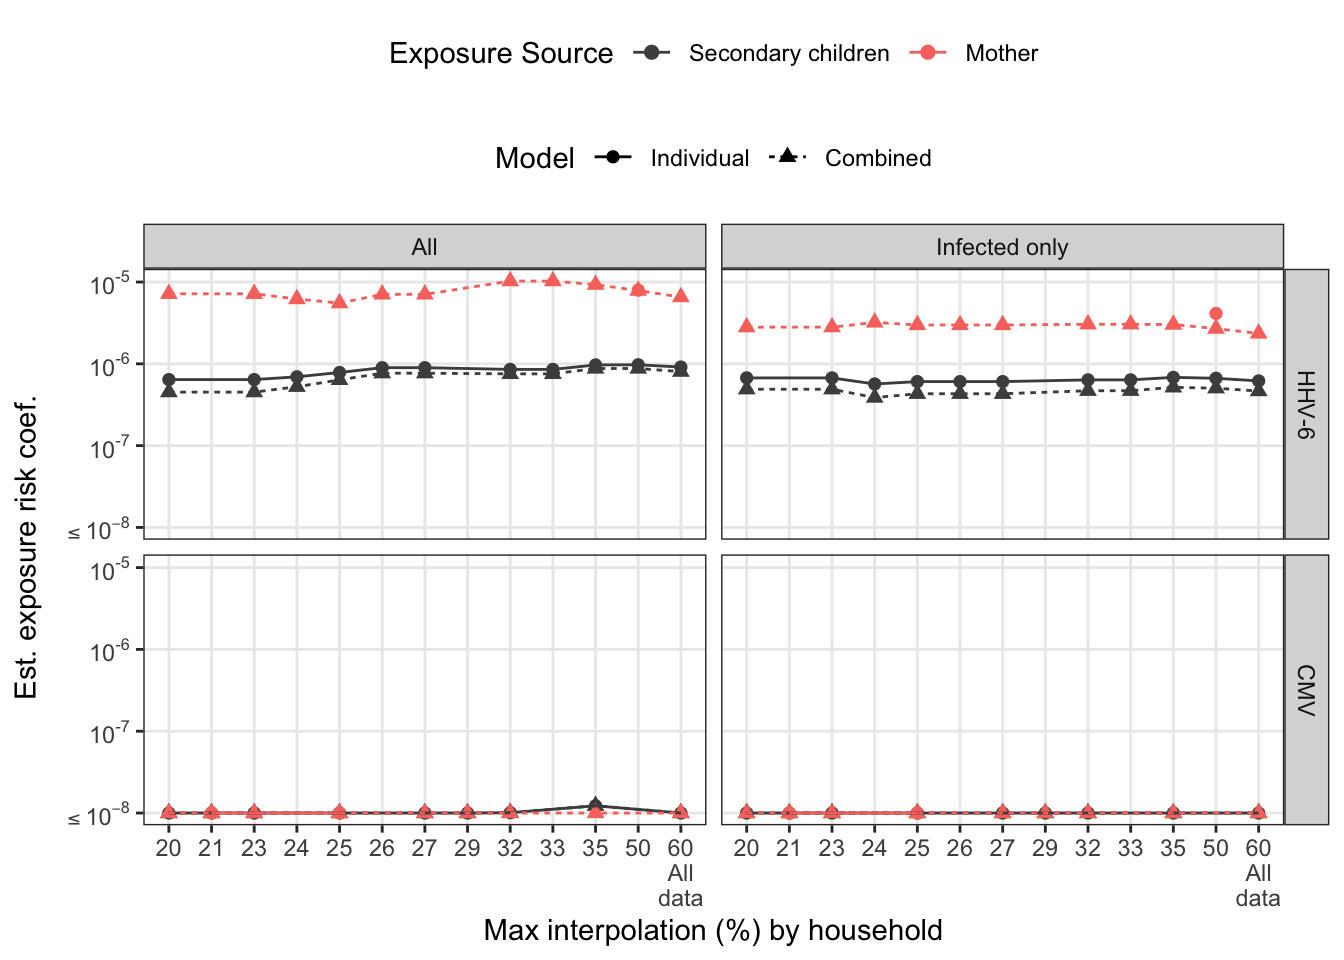 Exposure Source Secondary children Mother
Model Individual Combined
All Infected only
10⁻⁵
10⁻⁶
10⁻⁷
≤ 10⁻⁸
HHV-6
10⁻⁵
10⁻⁶
10⁻⁷
≤ 10⁻⁸
CMV
Est. exposure risk coef.
20 21 23 24 25 26 27 29 32 33 35 50 60 20 21 23 24 25 26 27 29 32 33 35 50 60
All All
data data
Max interpolation (%) by household